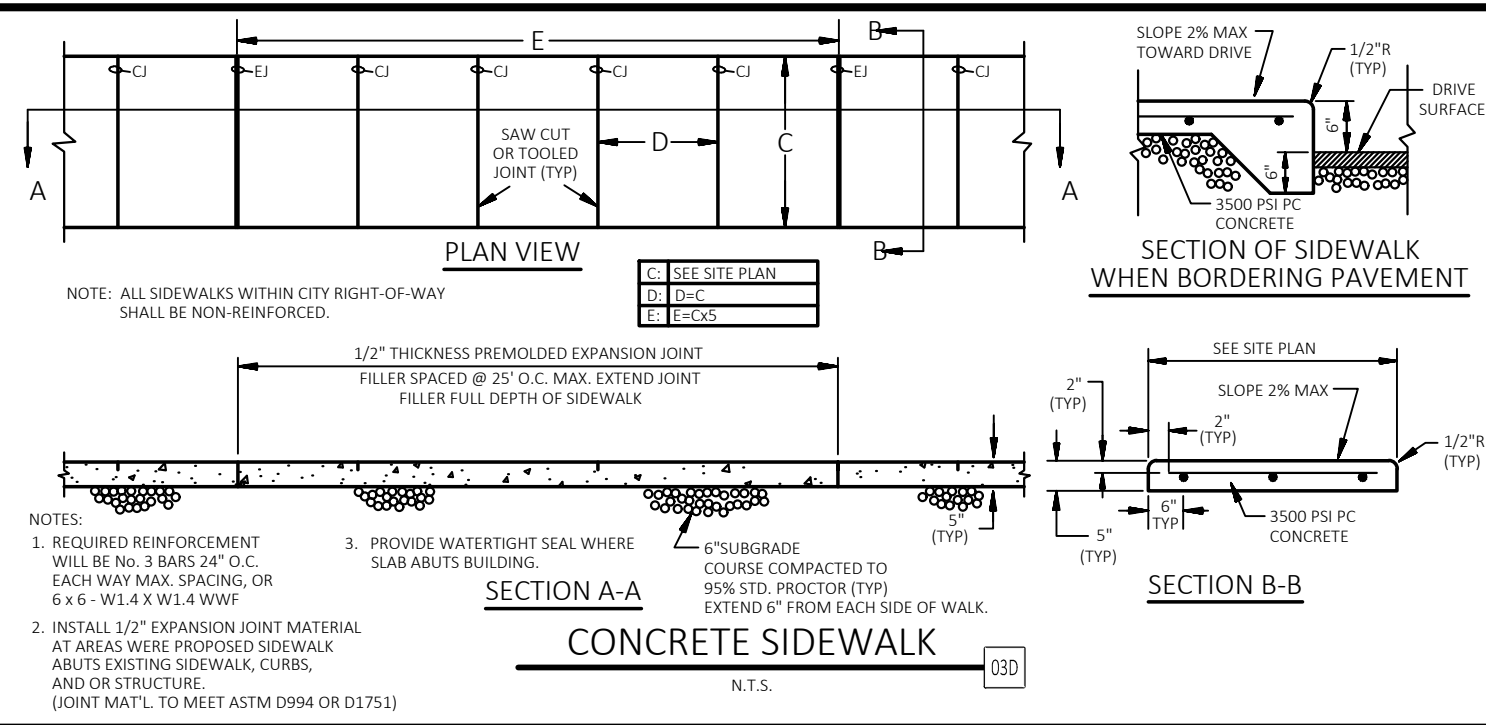 E
B
CJ
EJ
CJ
CJ
CJ
CJ
EJ
CJ
SAW CUT
OR TOOLED
JOINT (TYP)
D
C
A
A
B
PLAN VIEW
NOTE: ALL SIDEWALKS WITHIN CITY RIGHT-OF-WAY
SHALL BE NON-REINFORCED.
C: SEE SITE PLAN
D: D=C
E: E=Cx5
SLOPE 2% MAX
TOWARD DRIVE
1/2"R
(TYP)
DRIVE
SURFACE
6"
6"
3500 PSI PC
CONCRETE
SECTION OF SIDEWALK
WHEN BORDERING PAVEMENT
1/2" THICKNESS PREMOLDED EXPANSION JOINT
FILLER SPACED @ 25' O.C. MAX. EXTEND JOINT
FILLER FULL DEPTH OF SIDEWALK
5"
(TYP)
NOTES:
1. REQUIRED REINFORCEMENT
WILL BE No. 3 BARS 24" O.C.
EACH WAY MAX. SPACING, OR
6 x 6 - W1.4 X W1.4 WWF
2. INSTALL 1/2" EXPANSION JOINT MATERIAL
AT AREAS WERE PROPOSED SIDEWALK
ABUTS EXISTING SIDEWALK, CURBS,
AND OR STRUCTURE.
(JOINT MAT'L. TO MEET ASTM D994 OR D1751)
3. PROVIDE WATERTIGHT SEAL WHERE
SLAB ABUTS BUILDING.
6"SUBGRADE
COURSE COMPACTED TO
95% STD. PROCTOR (TYP)
EXTEND 6" FROM EACH SIDE OF WALK.
SECTION A-A
SEE SITE PLAN
2"
(TYP)
SLOPE 2% MAX
2"
(TYP)
1/2"R
(TYP)
6"
TYP
5"
(TYP)
3500 PSI PC
CONCRETE
SECTION B-B
CONCRETE SIDEWALK
03D
N.T.S.